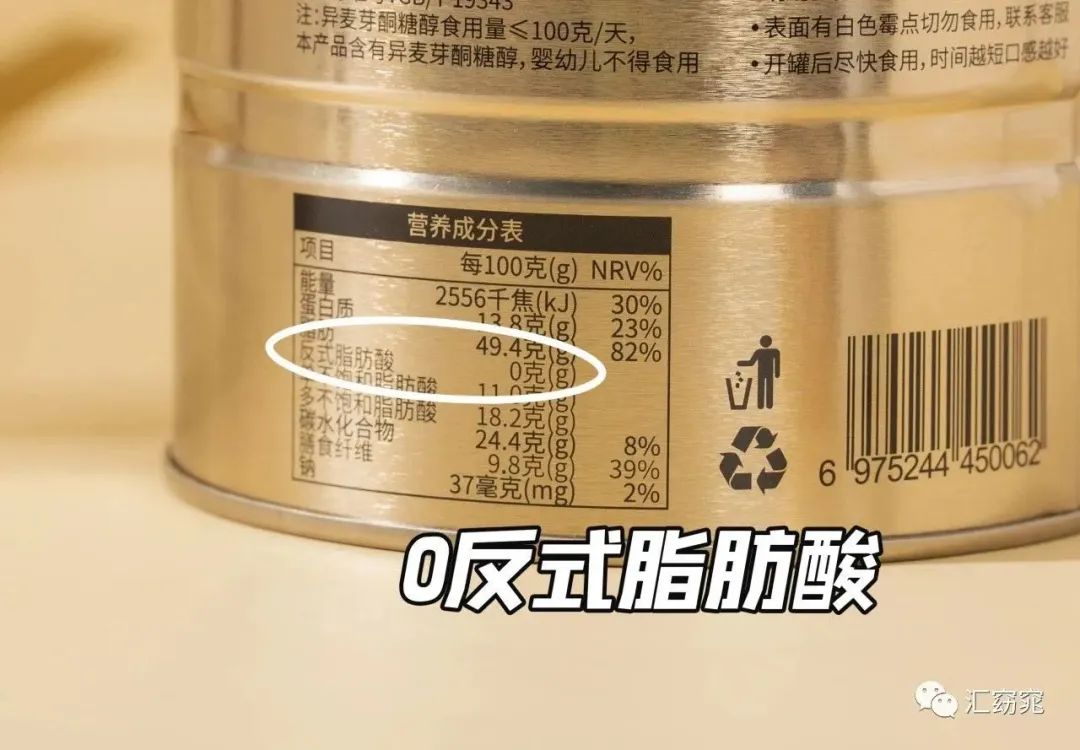 注:异麦芽酮糖醇食用量≤100克/天,
本产品含有异麦芽酮糖醇,婴幼儿不得食用
•表面有白色霉点切勿食用,联系客服
•开罐后尽快食用,时间越短口感越好
营养成分表
项目 每100克(g) NRV%
能量 2556千焦(kJ) 30%
蛋白质 13.8克(g) 23%
脂肪 49.4克(g) 82%
反式脂肪酸 0克(g)
不饱和脂肪酸 11.0克(g)
多不饱和脂肪酸 18.2克(g)
碳水化合物 24.4克(g) 8%
膳食纤维 9.8克(g) 39%
钠 37毫克(mg) 2%
6 975244 450062
0反式脂肪酸
汇窈窕